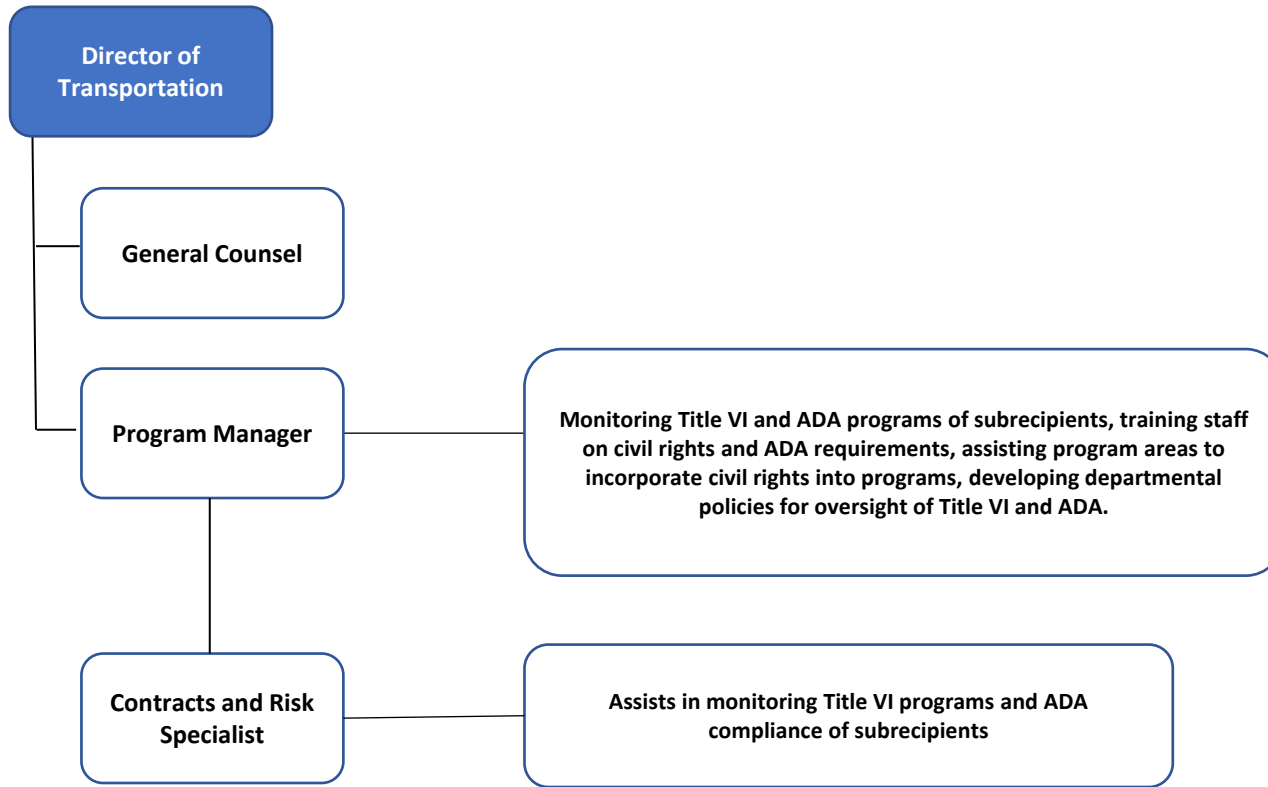 Director of
Transportation
General Counsel
Program Manager
Monitoring Title VI and ADA programs of subrecipients, training staff
on civil rights and ADA requirements, assisting program areas to
incorporate civil rights into programs, developing departmental
policies for oversight of Title VI and ADA.
Contracts and Risk
Specialist
Assists in monitoring Title VI programs and ADA
compliance of subrecipients